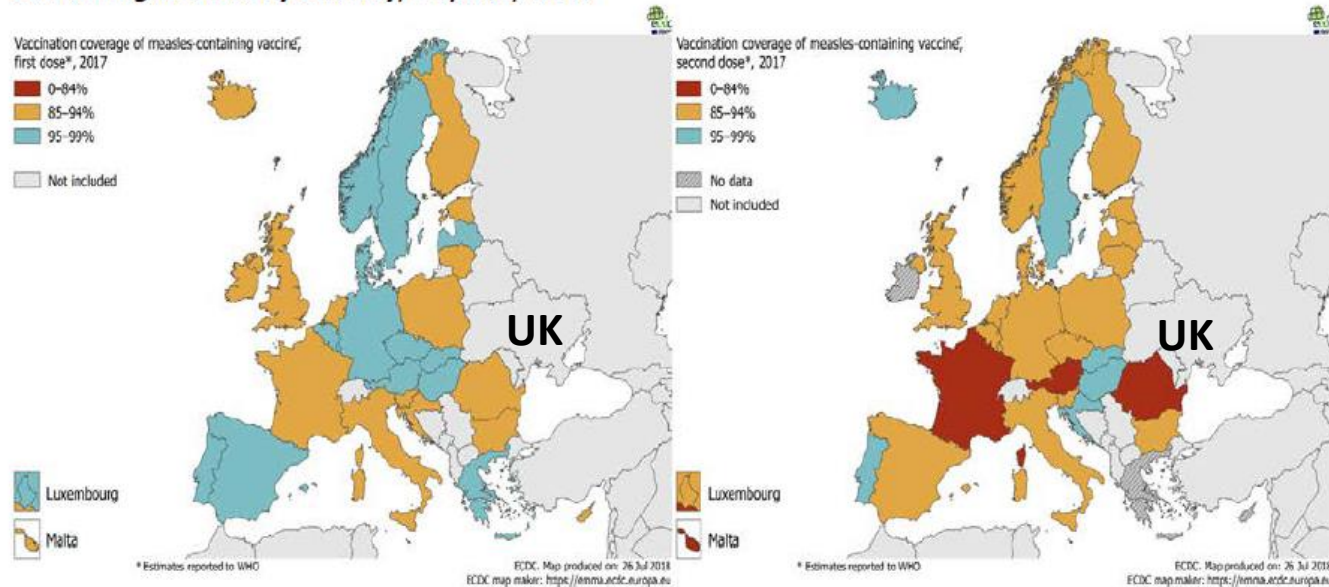 Vaccination coverage of measles-containing vaccine,
first dose*, 2017
0-84%
85-94%
95-99%
Not included
UK
Luxembourg
Malta
* Estimates reported to WHO
ECDC. Map produced on: 26 Jul 2018
ECDC map maker: https://emma.ecdc.europa.eu
Vaccination coverage of measles-containing vaccine,
second dose*, 2017
0-84%
85-94%
95-99%
No data
Not included
UK
Luxembourg
Malta
* Estimates reported to WHO
ECDC. Map produced on: 26 Jul 2018
ECDC map maker: https://emma.ecdc.europa.eu